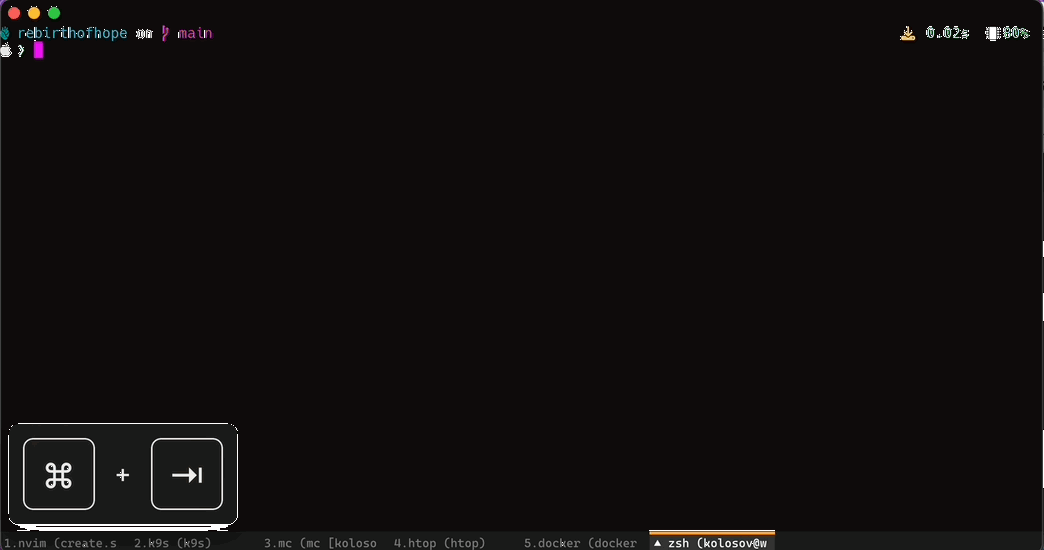 rebirthofhope on main
0.02s 80%
❯
⌘ + ⇥
1.nvim (create.s 2.k9s (k9s) 3.mc (mc [koloso 4.htop (htop) 5.docker (docker ▲ zsh (kolosov@w